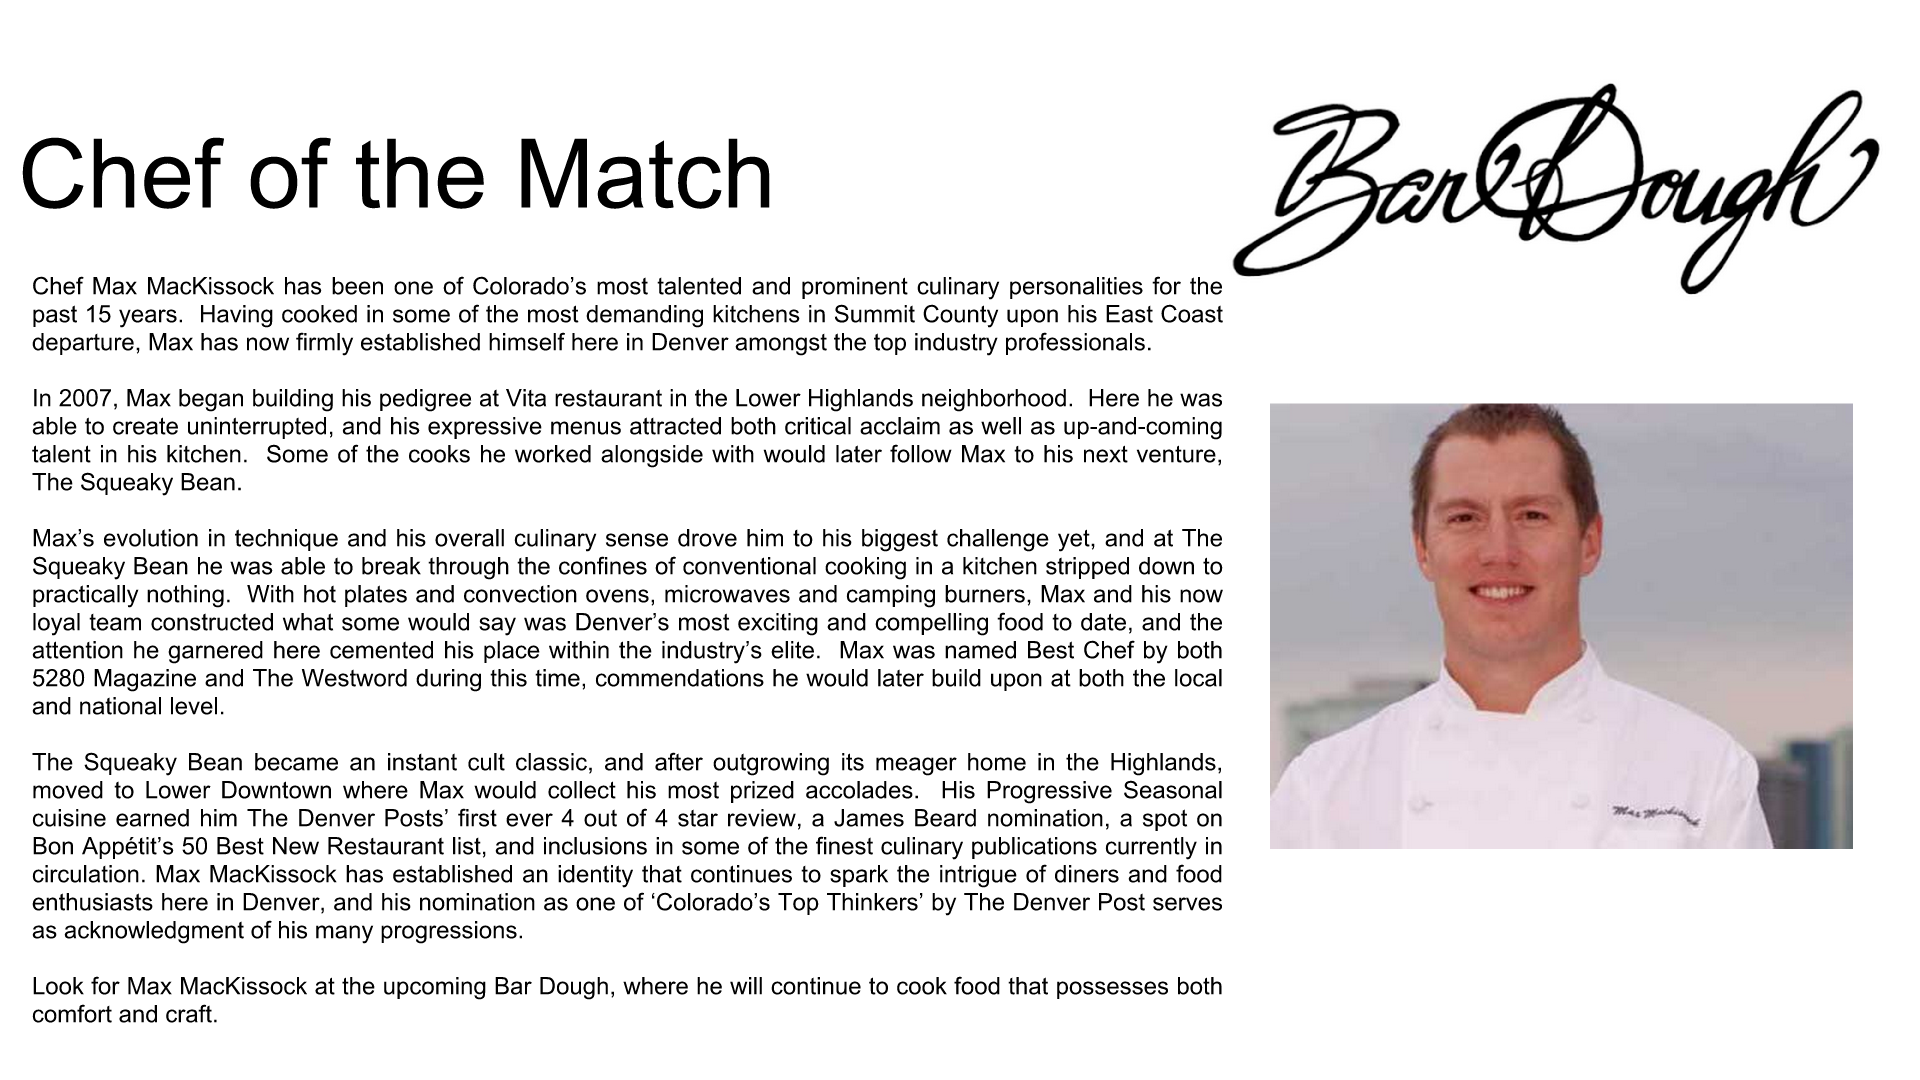 Bar Dough
Chef of the Match
Chef Max MacKissock has been one of Colorado’s most talented and prominent culinary personalities for the
past 15 years.  Having cooked in some of the most demanding kitchens in Summit County upon his East Coast
departure, Max has now firmly established himself here in Denver amongst the top industry professionals.
In 2007, Max began building his pedigree at Vita restaurant in the Lower Highlands neighborhood.  Here he was
able to create uninterrupted, and his expressive menus attracted both critical acclaim as well as up-and-coming
talent in his kitchen.  Some of the cooks he worked alongside with would later follow Max to his next venture,
The Squeaky Bean.
Max’s evolution in technique and his overall culinary sense drove him to his biggest challenge yet, and at The
Squeaky Bean he was able to break through the confines of conventional cooking in a kitchen stripped down to
practically nothing.  With hot plates and convection ovens, microwaves and camping burners, Max and his now
loyal team constructed what some would say was Denver’s most exciting and compelling food to date, and the
attention he garnered here cemented his place within the industry’s elite.  Max was named Best Chef by both
5280 Magazine and The Westword during this time, commendations he would later build upon at both the local
and national level.
The Squeaky Bean became an instant cult classic, and after outgrowing its meager home in the Highlands,
moved to Lower Downtown where Max would collect his most prized accolades.  His Progressive Seasonal
cuisine earned him The Denver Posts’ first ever 4 out of 4 star review, a James Beard nomination, a spot on
Bon Appétit’s 50 Best New Restaurant list, and inclusions in some of the finest culinary publications currently in
circulation. Max MacKissock has established an identity that continues to spark the intrigue of diners and food
enthusiasts here in Denver, and his nomination as one of ‘Colorado’s Top Thinkers’ by The Denver Post serves
as acknowledgment of his many progressions.
Look for Max MacKissock at the upcoming Bar Dough, where he will continue to cook food that possesses both
comfort and craft.
Max Mackissock